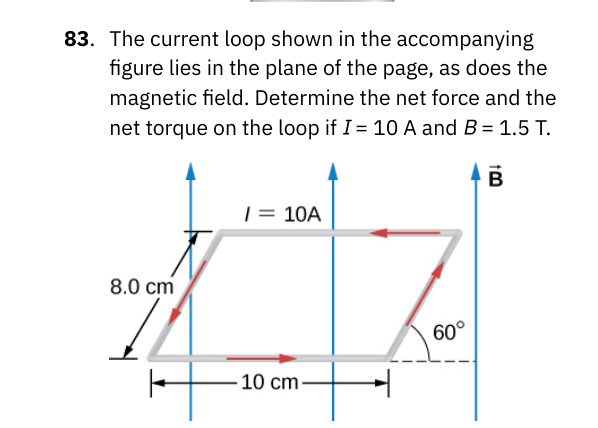 83. The current loop shown in the accompanying
figure lies in the plane of the page, as does the
magnetic field. Determine the net force and the
net torque on the loop if I = 10 A and B = 1.5 T.
B⃗
I = 10A
8.0 cm
60°
10 cm